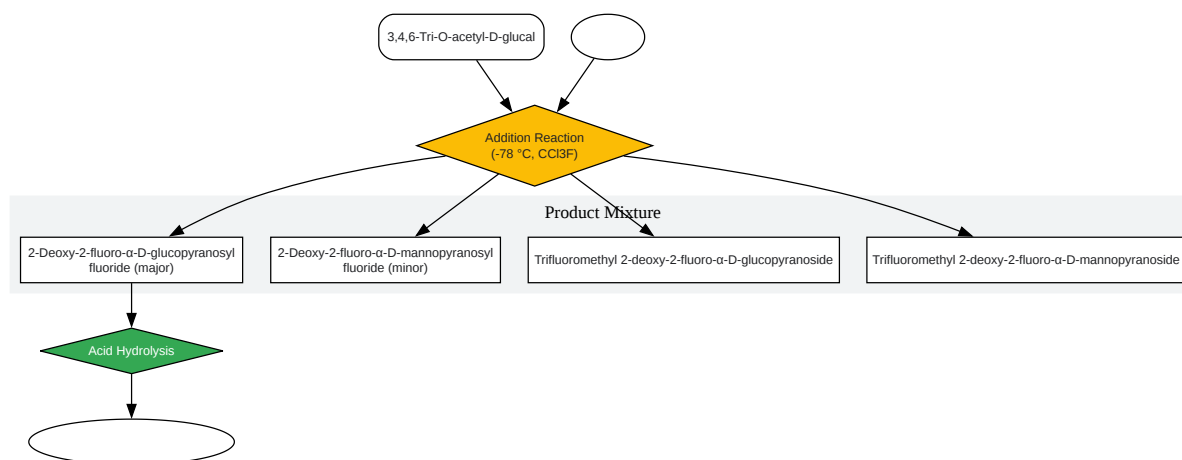 3,4,6-Tri-O-acetyl-D-glucal
Addition Reaction
(-78 °C, CCl3F)
Product Mixture
2-Deoxy-2-fluoro-α-D-glucopyranosyl
fluoride (major)
2-Deoxy-2-fluoro-α-D-mannopyranosyl
fluoride (minor)
Trifluoromethyl 2-deoxy-2-fluoro-α-D-glucopyranoside
Trifluoromethyl 2-deoxy-2-fluoro-α-D-mannopyranoside
Acid Hydrolysis